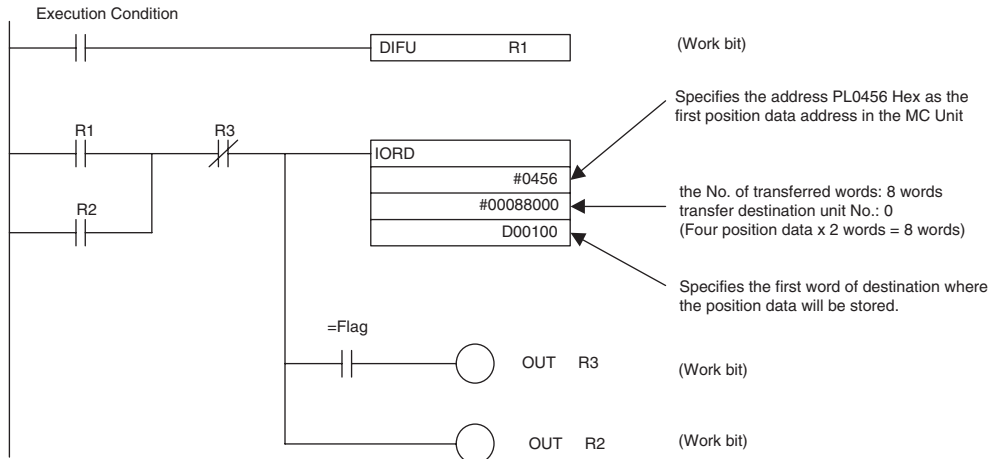 Execution Condition
DIFU R1
(Work bit)
Specifies the address PL0456 Hex as the
first position data address in the MC Unit
R1
R3
IORD
#0456
#00088000
D00100
the No. of transferred words: 8 words
transfer destination unit No.: 0
(Four position data x 2 words = 8 words)
R2
Specifies the first word of destination where
the position data will be stored.
=Flag
OUT R3
(Work bit)
OUT R2
(Work bit)